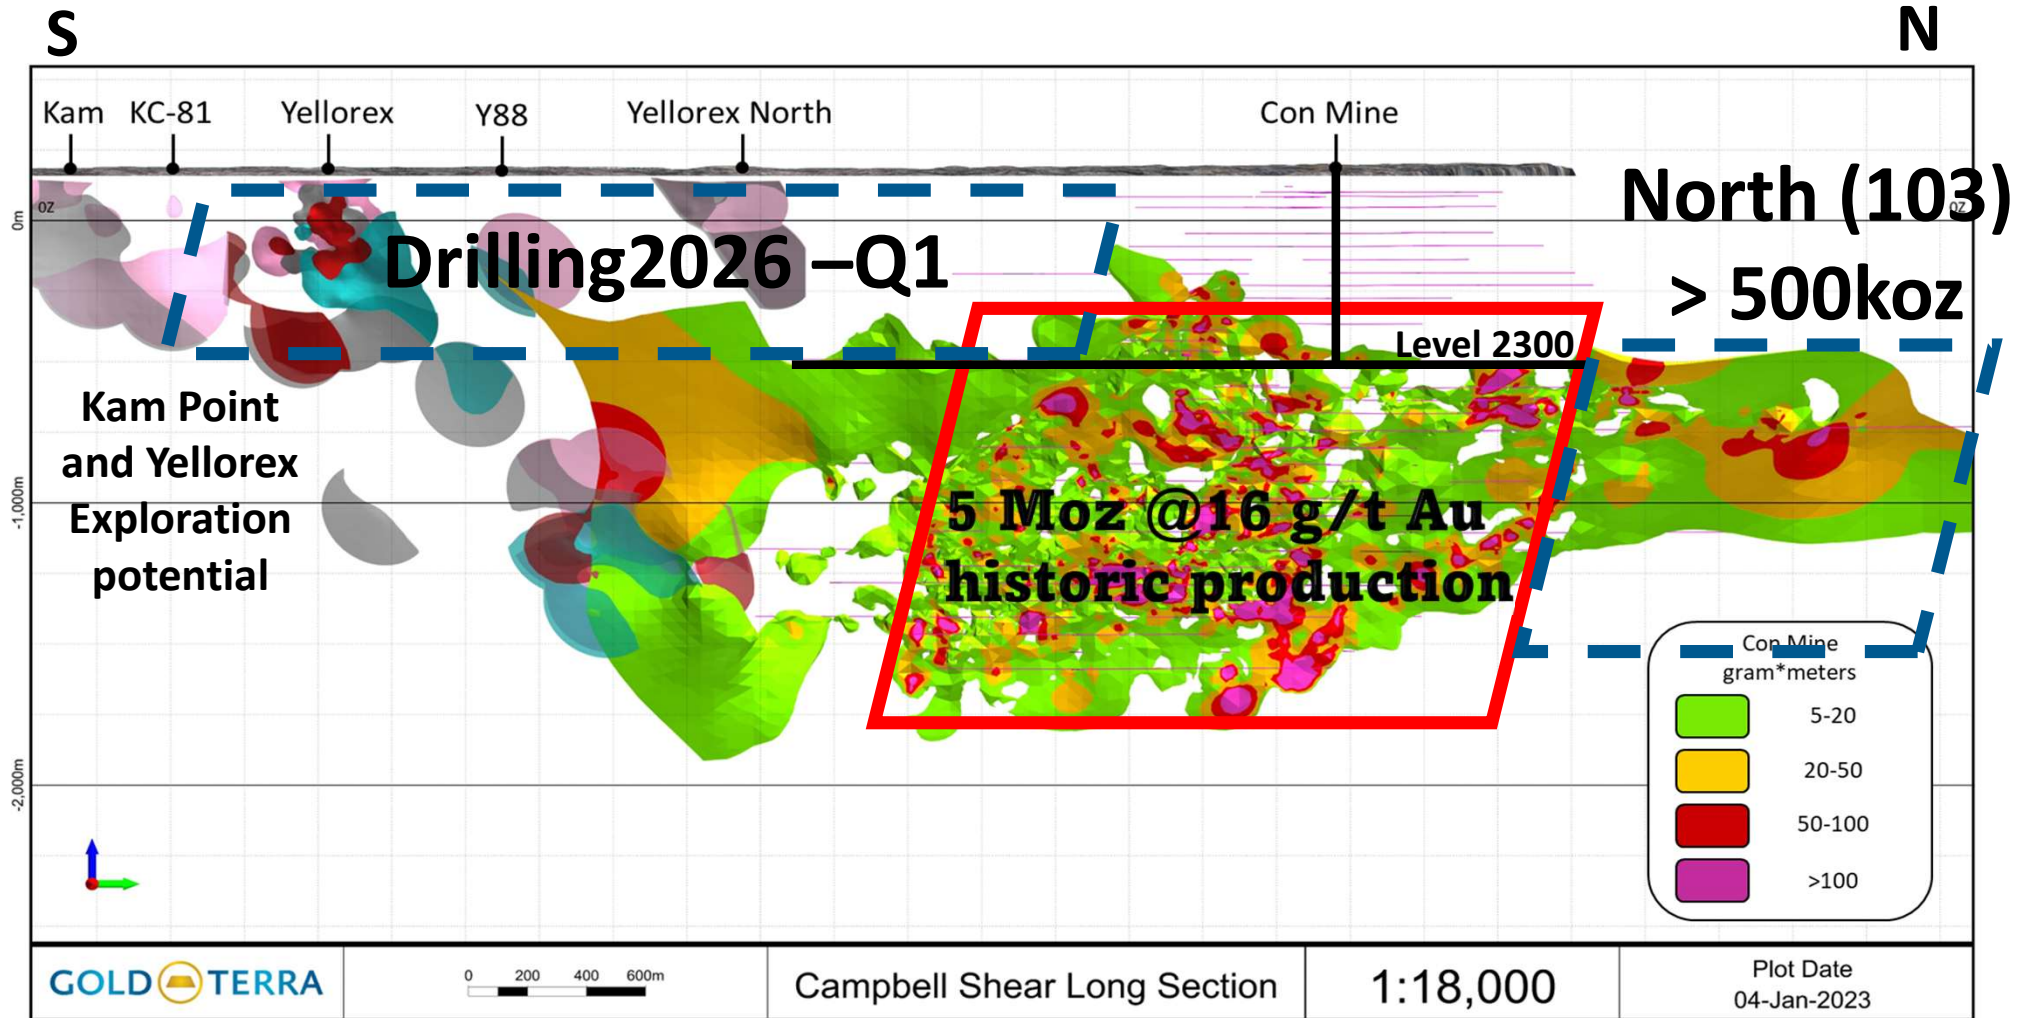 S
N
Kam
KC-81
Yellorex
Y88
Yellorex North
Con Mine
North (103)
> 500koz
0m
OZ
OZ
Drilling2026 –Q1
Level 2300
Kam Point
and Yellorex
Exploration
potential
-1,000m
5 Moz @16 g/t Au
historic production
-2,000m
Con Mine
gram*meters
5-20
20-50
50-100
>100
GOLD TERRA
0 200 400 600m
Campbell Shear Long Section
1:18,000
Plot Date
04-Jan-2023